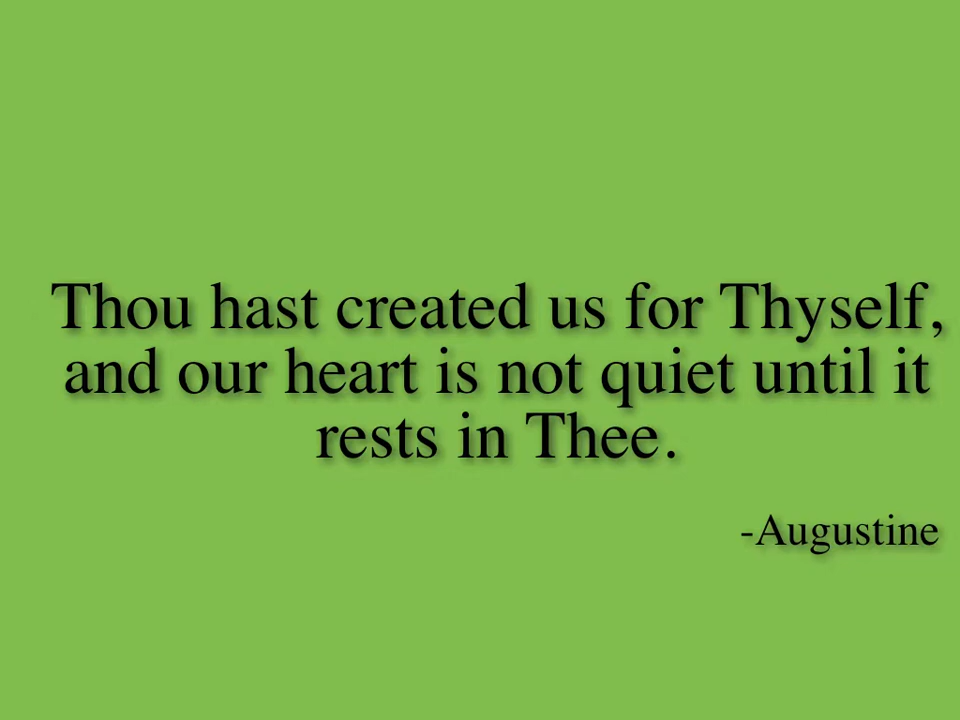 Thou hast created us for Thyself,
and our heart is not quiet until it
rests in Thee.
-Augustine